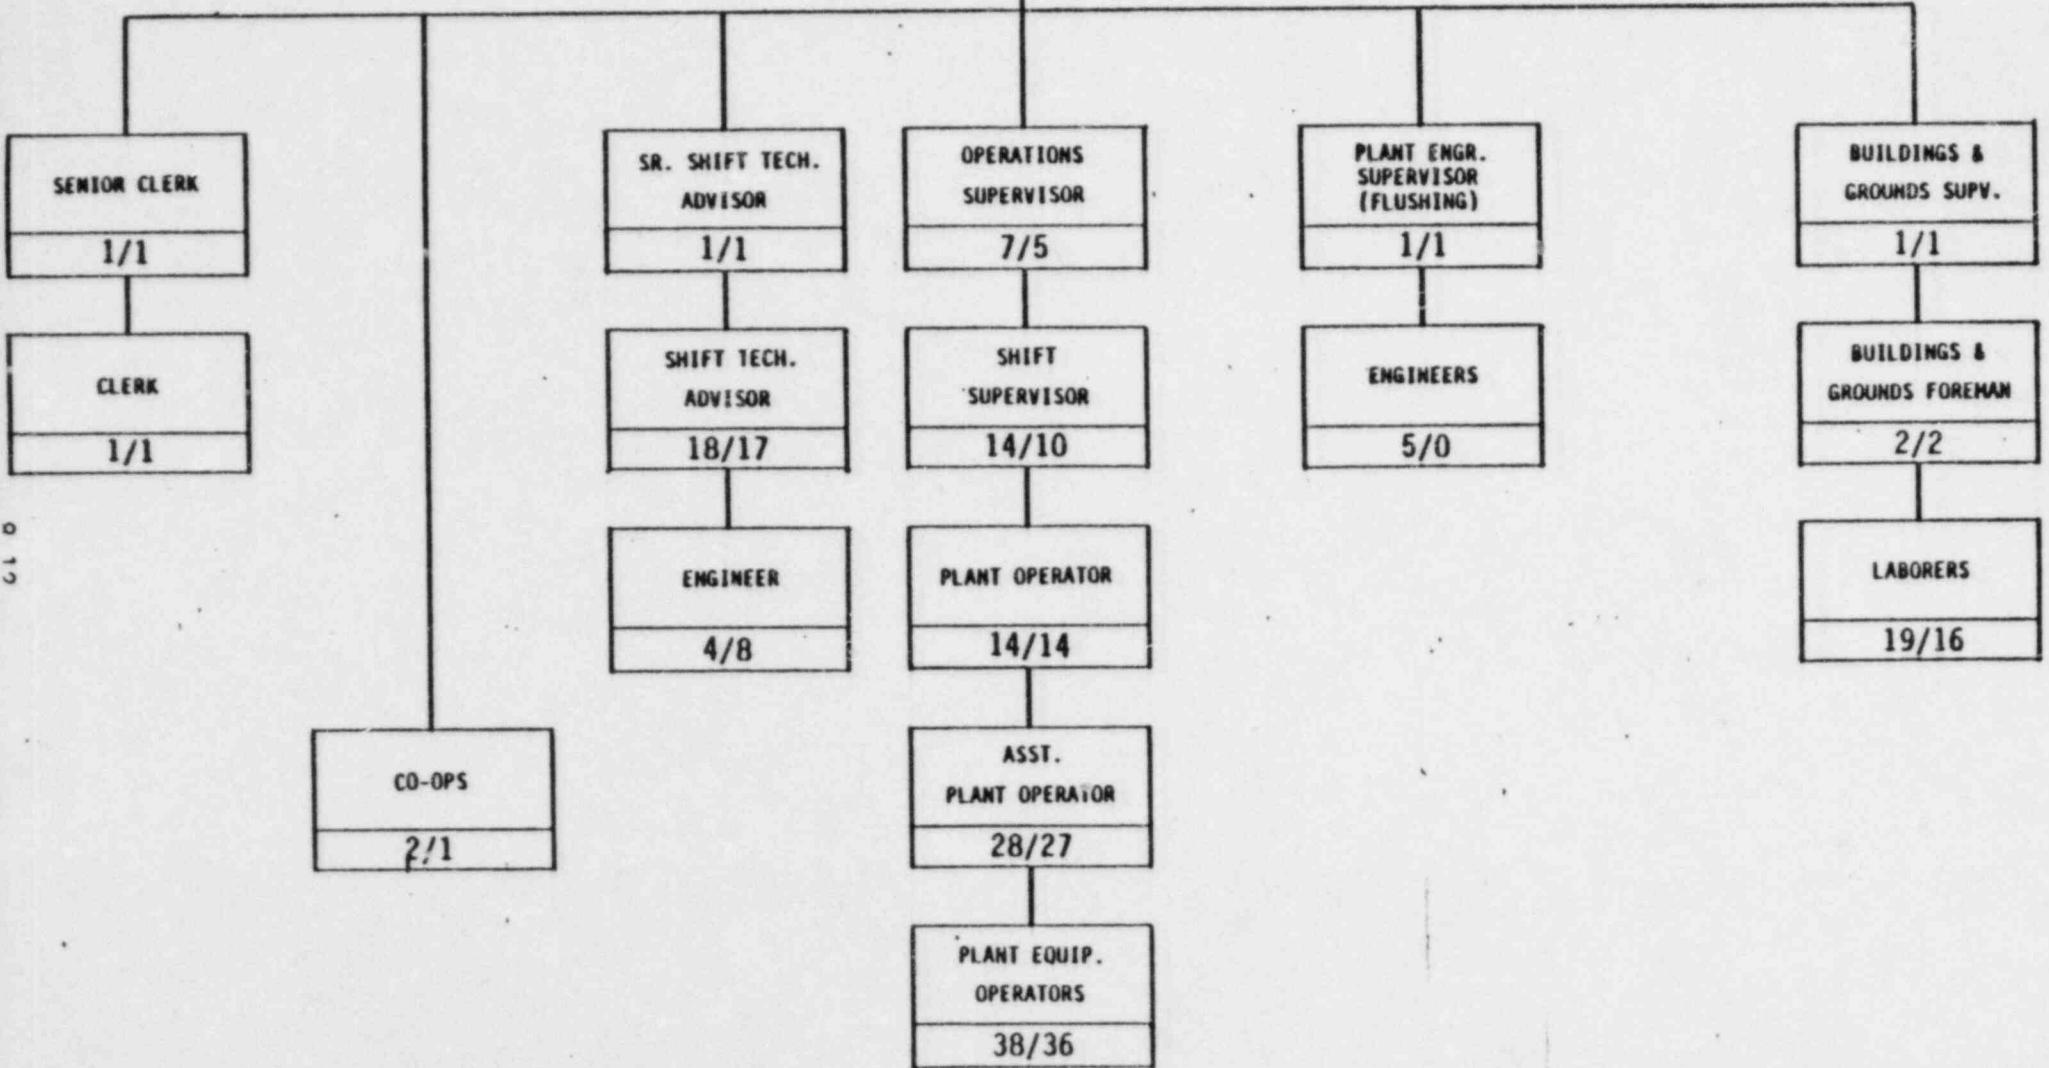 SENIOR CLERK
1/1
CLERK
1/1
CO-OPS
2/1
SR. SHIFT TECH.
ADVISOR
1/1
SHIFT TECH.
ADVISOR
18/17
ENGINEER
4/8
OPERATIONS
SUPERVISOR
7/5
SHIFT
SUPERVISOR
14/10
PLANT OPERATOR
14/14
ASST.
PLANT OPERATOR
28/27
PLANT EQUIP.
OPERATORS
38/36
PLANT ENGR.
SUPERVISOR
(FLUSHING)
1/1
ENGINEERS
5/0
BUILDINGS &
GROUNDS SUPV.
1/1
BUILDINGS &
GROUNDS FOREMAN
2/2
LABORERS
19/16